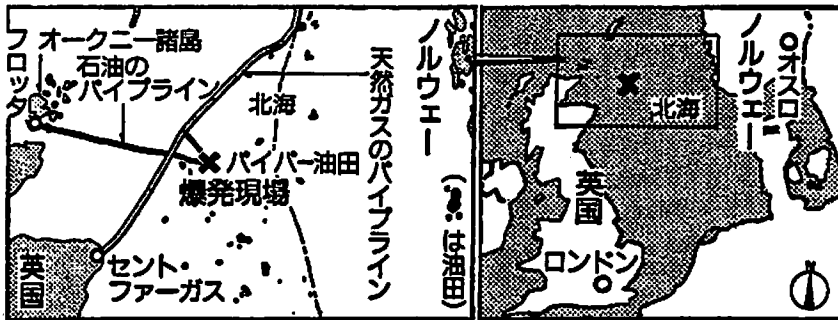 フロッタ
オークニー諸島
石油の
パイプライン
北海
天然ガスのパイプライン
ノルウェー
パイパー油田
爆発現場
英国
セント・
ファーガス
(は油田)
北海
ノルウェー
オスロ
英国
ロンドン
N